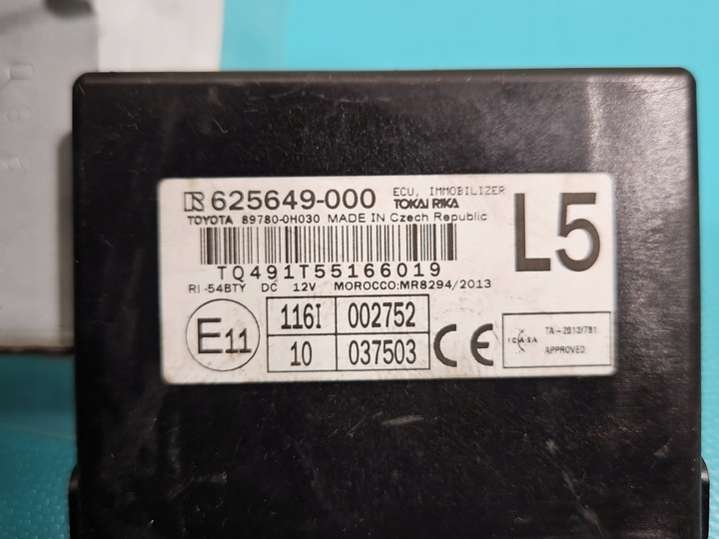 R 625649-000 ECU, IMMOBILIZER
TOKAI RIKA
TOYOTA 89780-0H030 MADE IN Czech Republic
L5
TQ491T55166019
RI-54BTY DC 12V MOROCCO:MR8294/2013
E11
116I 002752
10 037503
CE
ICASA
TA-2013/781
APPROVED